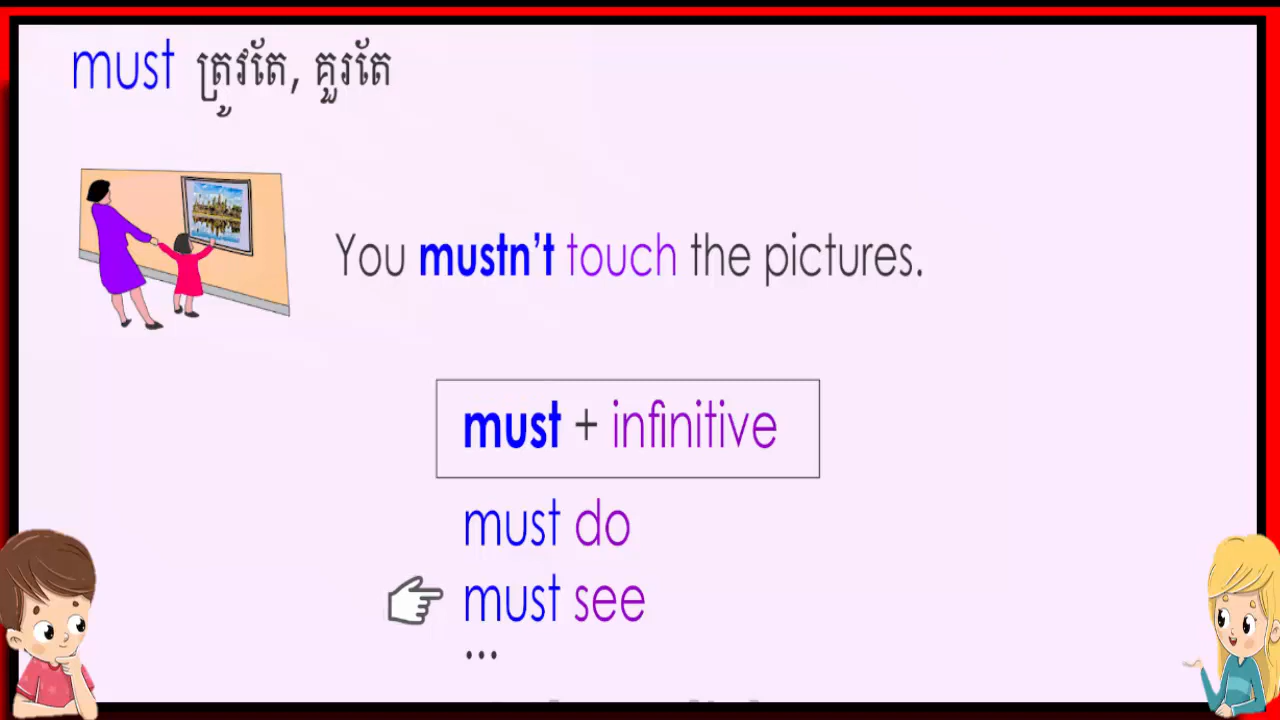 must ត្រូវតែ, គួរតែ
You mustn't touch the pictures.
must + infinitive
must do
must see
...